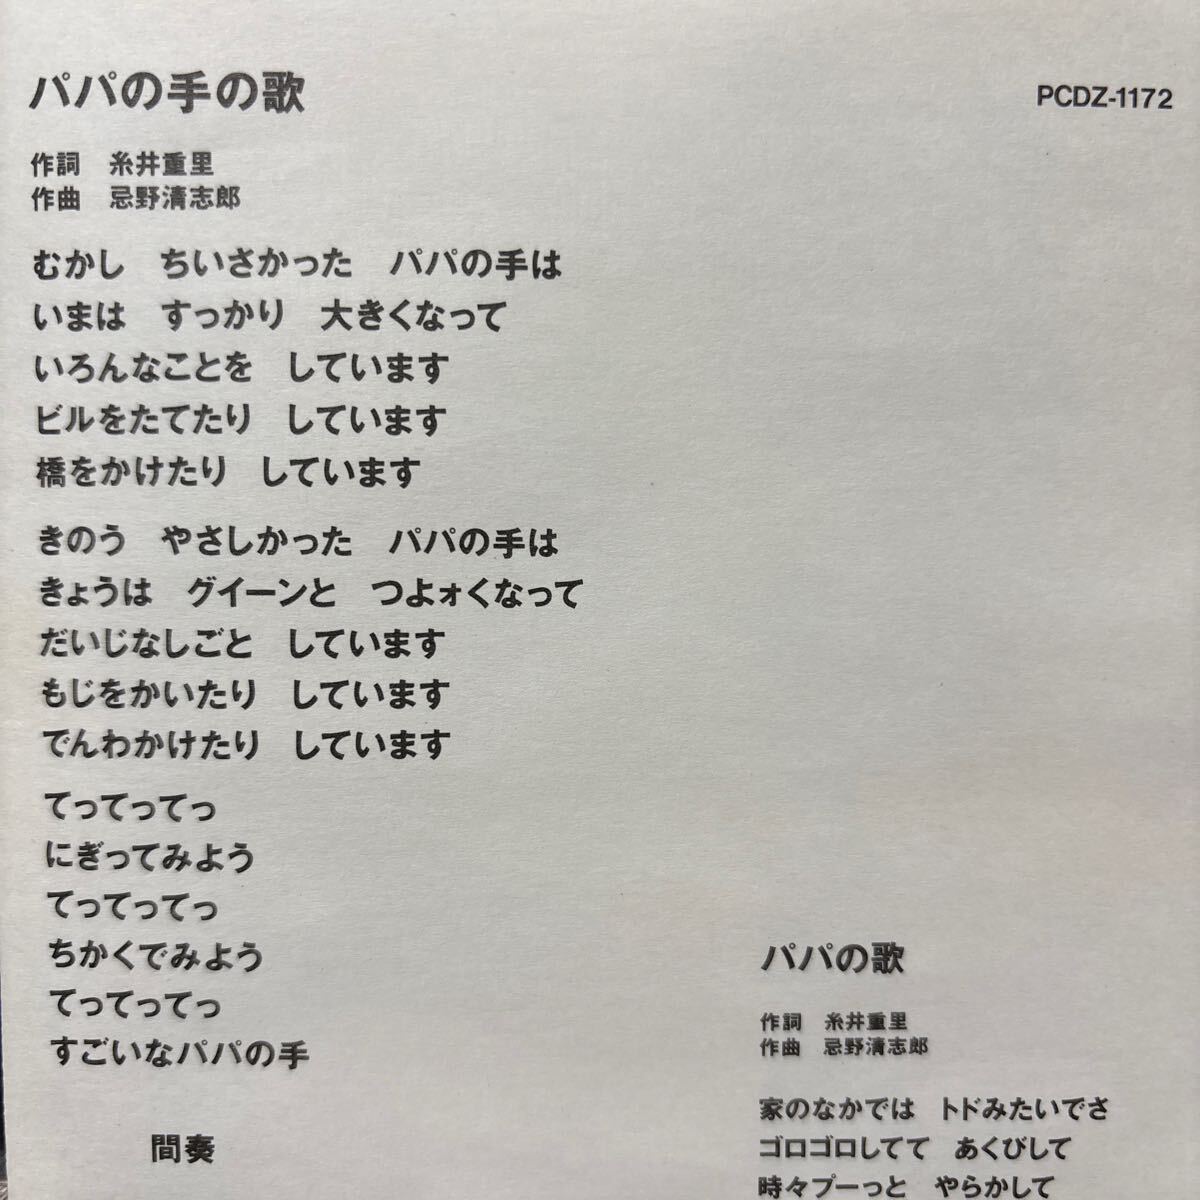 パパの手の歌
PCDZ-1172
作詞　糸井重里
作曲　忌野清志郎
むかし　ちいさかった　パパの手は
いまは　すっかり　大きくなって
いろんなことを　しています
ビルをたてたり　しています
橋をかけたり　しています
きのう　やさしかった　パパの手は
きょうは　グイーンと　つよォくなって
だいじなしごと　しています
もじをかいたり　しています
でんわかけたり　しています
てってってっ
にぎってみよう
てってってっ
ちかくでみよう
てってってっ
すごいなパパの手
間奏
パパの歌
作詞　糸井重里
作曲　忌野清志郎
家のなかでは　トドみたいでさ
ゴロゴロしてて　あくびして
時々プーっと　やらかして